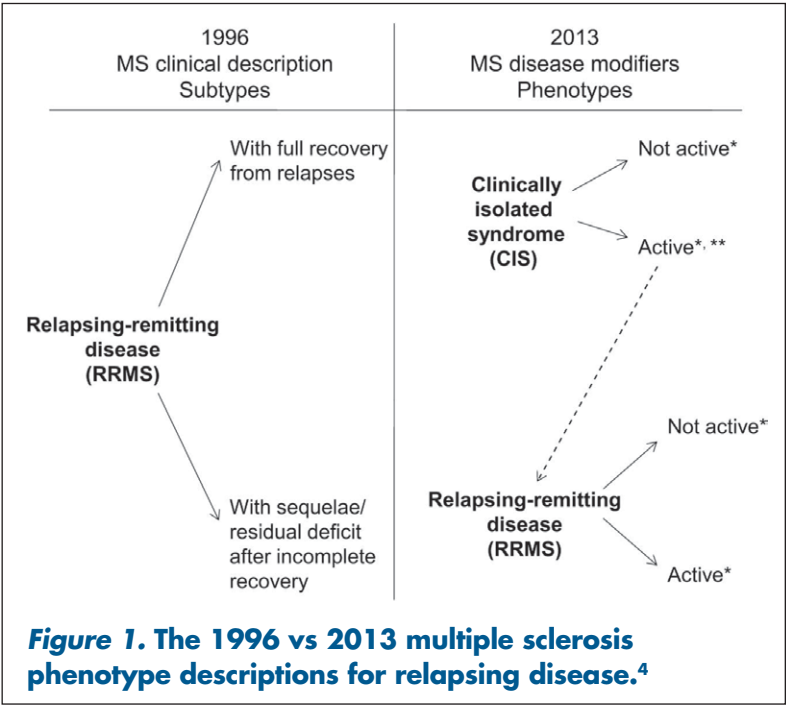 1996
MS clinical description
Subtypes
With full recovery
from relapses
Relapsing-remitting
disease
(RRMS)
With sequelae/
residual deficit
after incomplete
recovery
2013
MS disease modifiers
Phenotypes
Not active*
Clinically
isolated
syndrome
(CIS)
Active*, **
Not active*
Relapsing-remitting
disease
(RRMS)
Active*
Figure 1. The 1996 vs 2013 multiple sclerosis
phenotype descriptions for relapsing disease.⁴